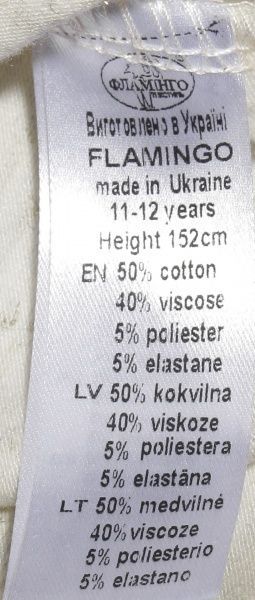 ФЛАМІНГО
Виготовлено в Україні
FLAMINGO
made in Ukraine
11-12 years
Height 152cm
EN 50% cotton
40% viscose
5% poliester
5% elastane
LV 50% kokvilna
40% viskoze
5% poliestera
5% elastāna
LT 50% medvilnė
40% viscoze
5% poliesterio
5% elastano